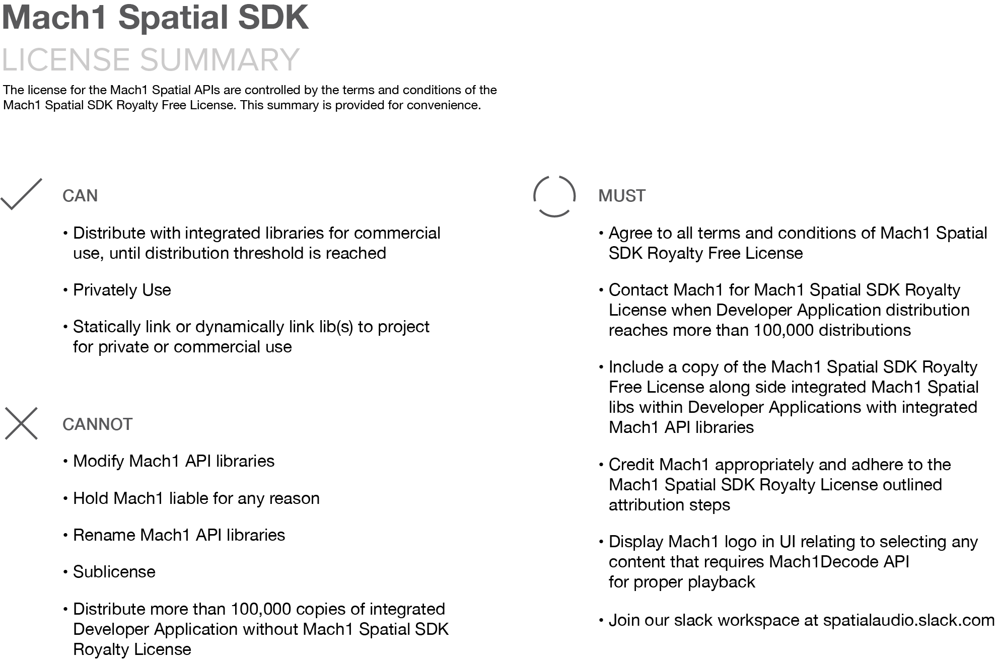 Mach1 Spatial SDK
LICENSE SUMMARY
The license for the Mach1 Spatial APIs are controlled by the terms and conditions of the
Mach1 Spatial SDK Royalty Free License. This summary is provided for convenience.
CAN
• Distribute with integrated libraries for commercial
use, until distribution threshold is reached
• Privately Use
• Statically link or dynamically link lib(s) to project
for private or commercial use
CANNOT
• Modify Mach1 API libraries
• Hold Mach1 liable for any reason
• Rename Mach1 API libraries
• Sublicense
• Distribute more than 100,000 copies of integrated
Developer Application without Mach1 Spatial SDK
Royalty License
MUST
• Agree to all terms and conditions of Mach1 Spatial
SDK Royalty Free License
• Contact Mach1 for Mach1 Spatial SDK Royalty
License when Developer Application distribution
reaches more than 100,000 distributions
• Include a copy of the Mach1 Spatial SDK Royalty
Free License along side integrated Mach1 Spatial
libs within Developer Applications with integrated
Mach1 API libraries
• Credit Mach1 appropriately and adhere to the
Mach1 Spatial SDK Royalty License outlined
attribution steps
• Display Mach1 logo in UI relating to selecting any
content that requires Mach1Decode API
for proper playback
• Join our slack workspace at spatialaudio.slack.com